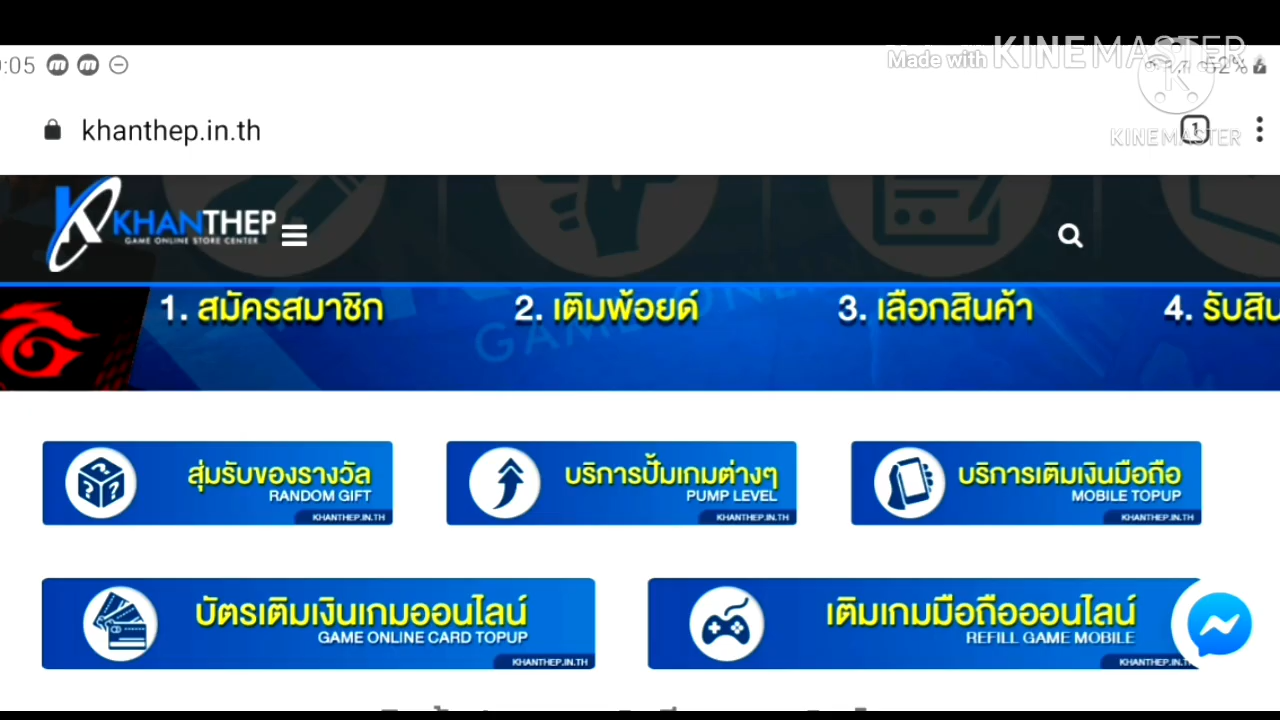 :05
Made with KINEMASTER
52%
khanthep.in.th
1
KINEMASTER
KHANTHEP
GAME ONLINE STORE CENTER
1. สมัครสมาชิก
2. เติมพ้อยด์
3. เลือกสินค้า
4. รับสิน
สุ่มรับของรางวัล
RANDOM GIFT
KHANTHEP.IN.TH
บริการปั้มเกมต่างๆ
PUMP LEVEL
KHANTHEP.IN.TH
บริการเติมเงินมือถือ
MOBILE TOPUP
KHANTHEP.IN.TH
บัตรเติมเงินเกมออนไลน์
GAME ONLINE CARD TOPUP
KHANTHEP.IN.TH
เติมเกมมือถือออนไลน์
REFILL GAME MOBILE
KHANTHEP.IN.TH